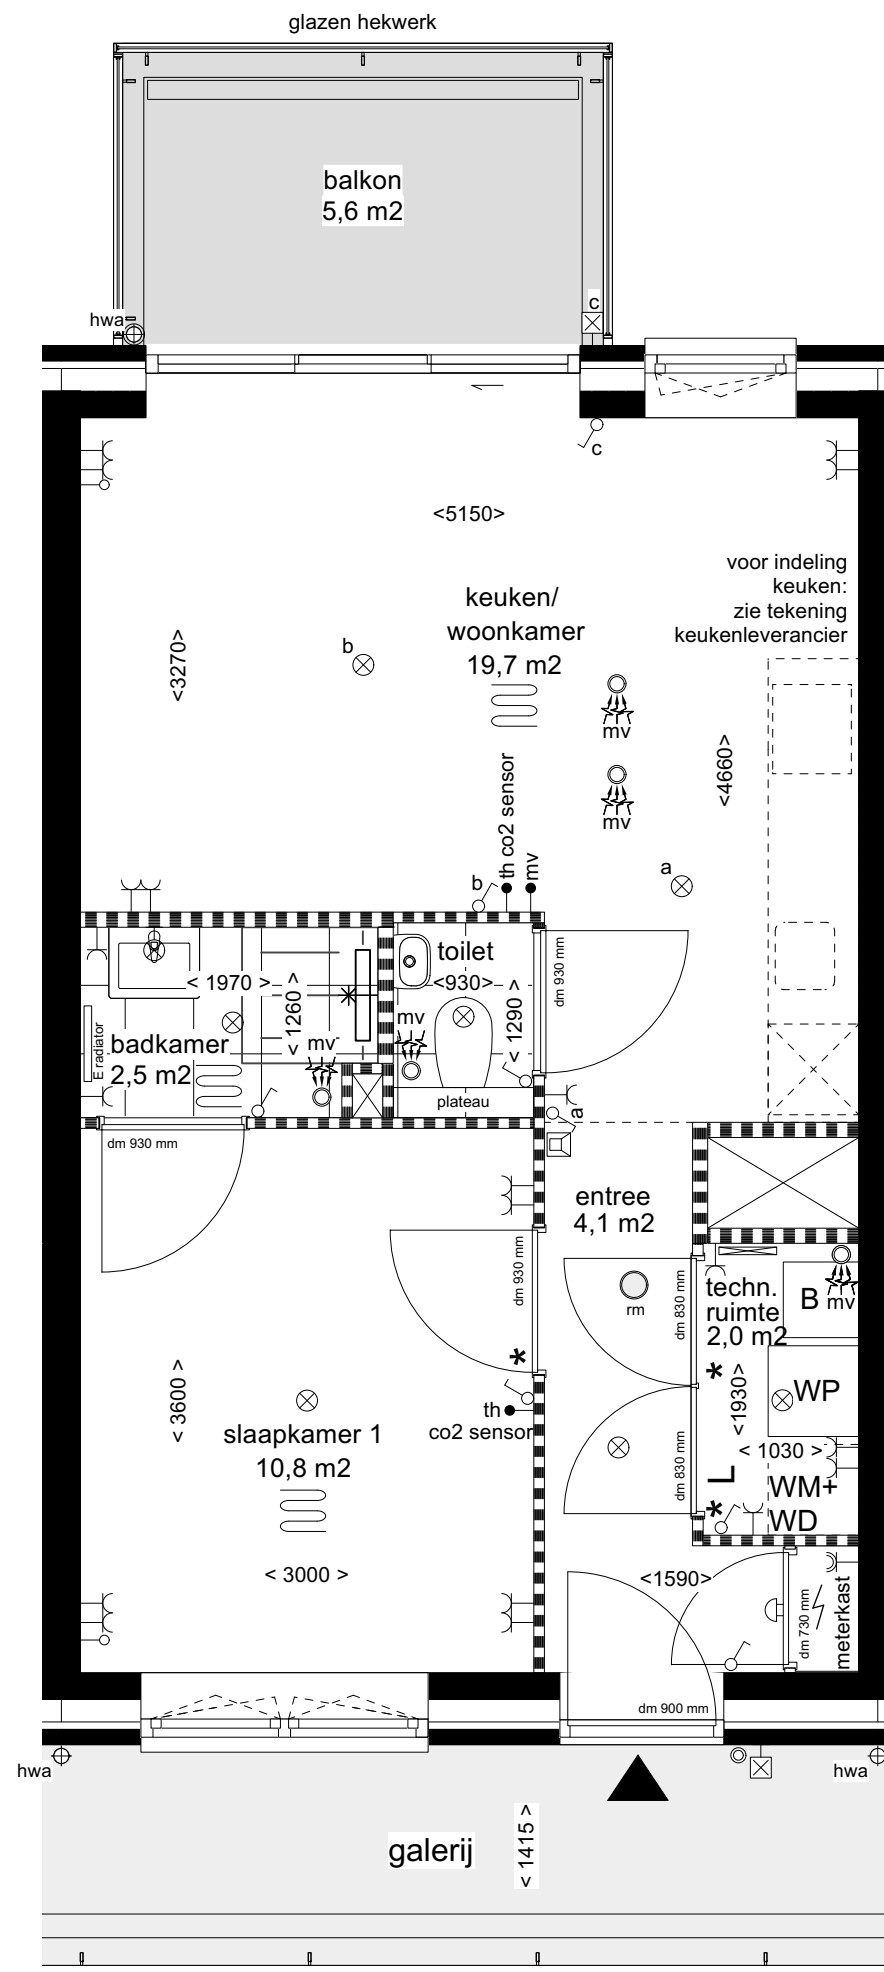 glazen hekwerk
balkon
5,6 m2
hwa
c
c
<5150>
voor indeling
keuken:
zie tekening
keukenleverancier
keuken/
woonkamer
19,7 m2
<3270>
b
mv
<4660>
mv
th co2 sensor
mv
b
a
toilet
<930>
< 1970 >
< 1260 >
<1290>
dm 930 mm
E radiator
badkamer
2,5 m2
mv
mv
plateau
a
dm 930 mm
entree
4,1 m2
dm 930 mm
rm
dm 830 mm
techn.
ruimte
2,0 m2
B
mv
*
*
WP
<1930>
< 3600 >
th
co2 sensor
slaapkamer 1
10,8 m2
dm 830 mm
< 1030 >
L
*
WM+
WD
< 3000 >
<1590>
dm 730 mm
meterkast
dm 900 mm
hwa
hwa
galerij
< 1415 >